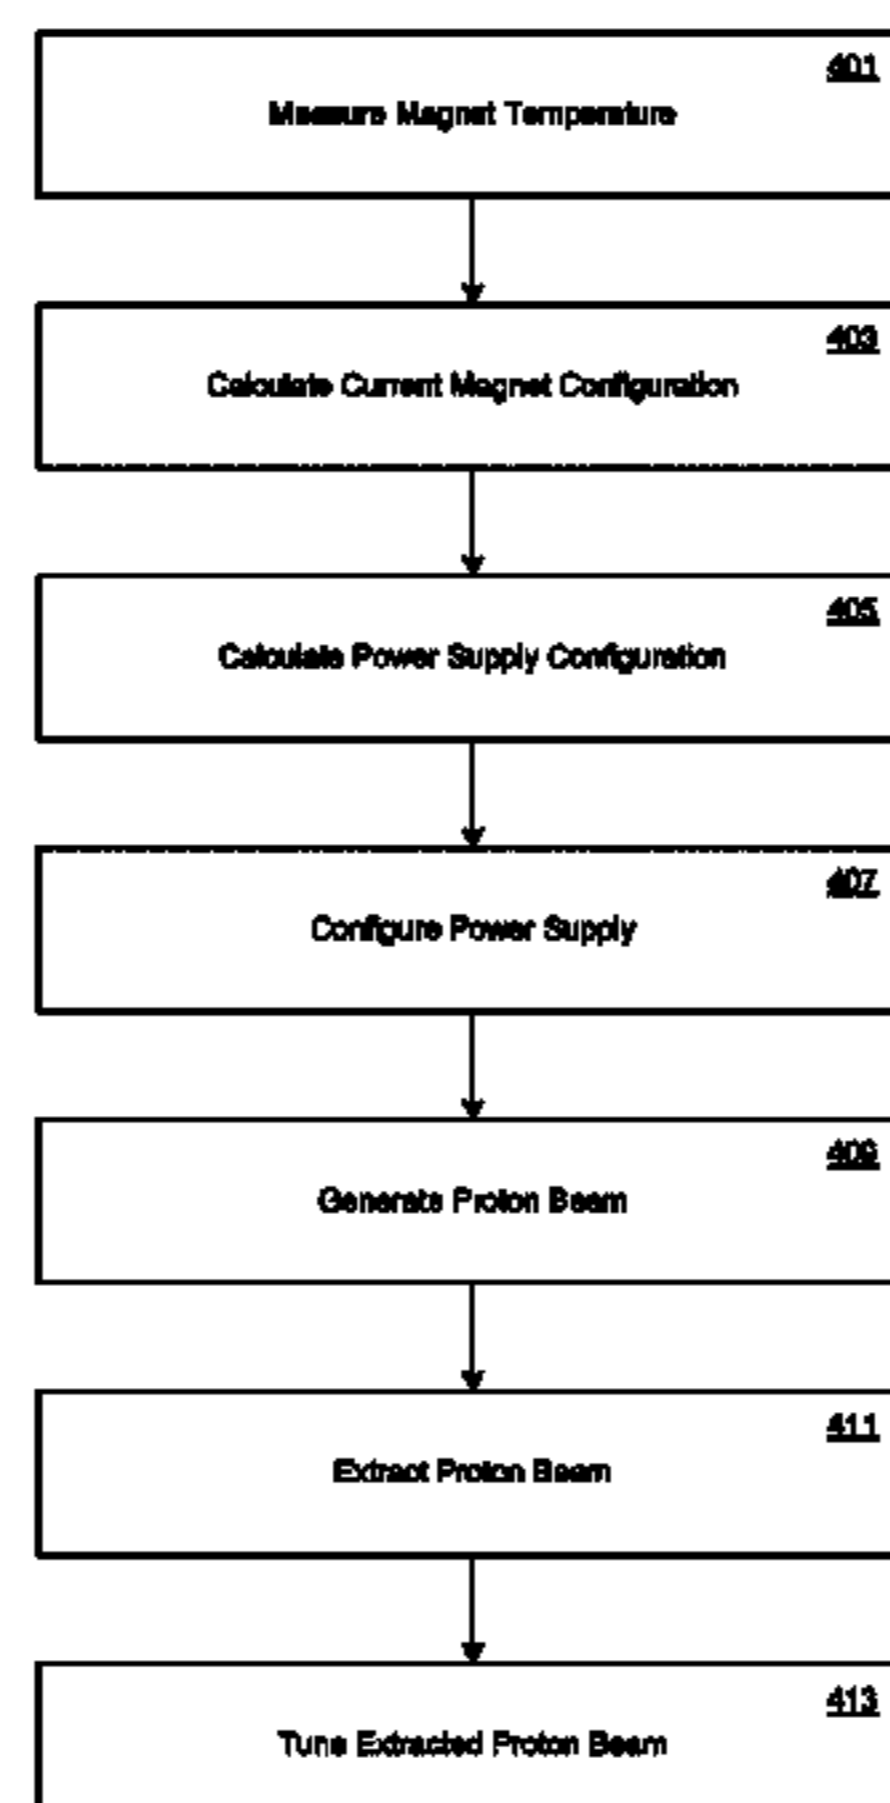 401
Measure Magnet Temperature
403
Calculate Current Magnet Configuration
405
Calculate Power Supply Configuration
407
Configure Power Supply
409
Generate Proton Beam
411
Extract Proton Beam
413
Tune Extracted Proton Beam